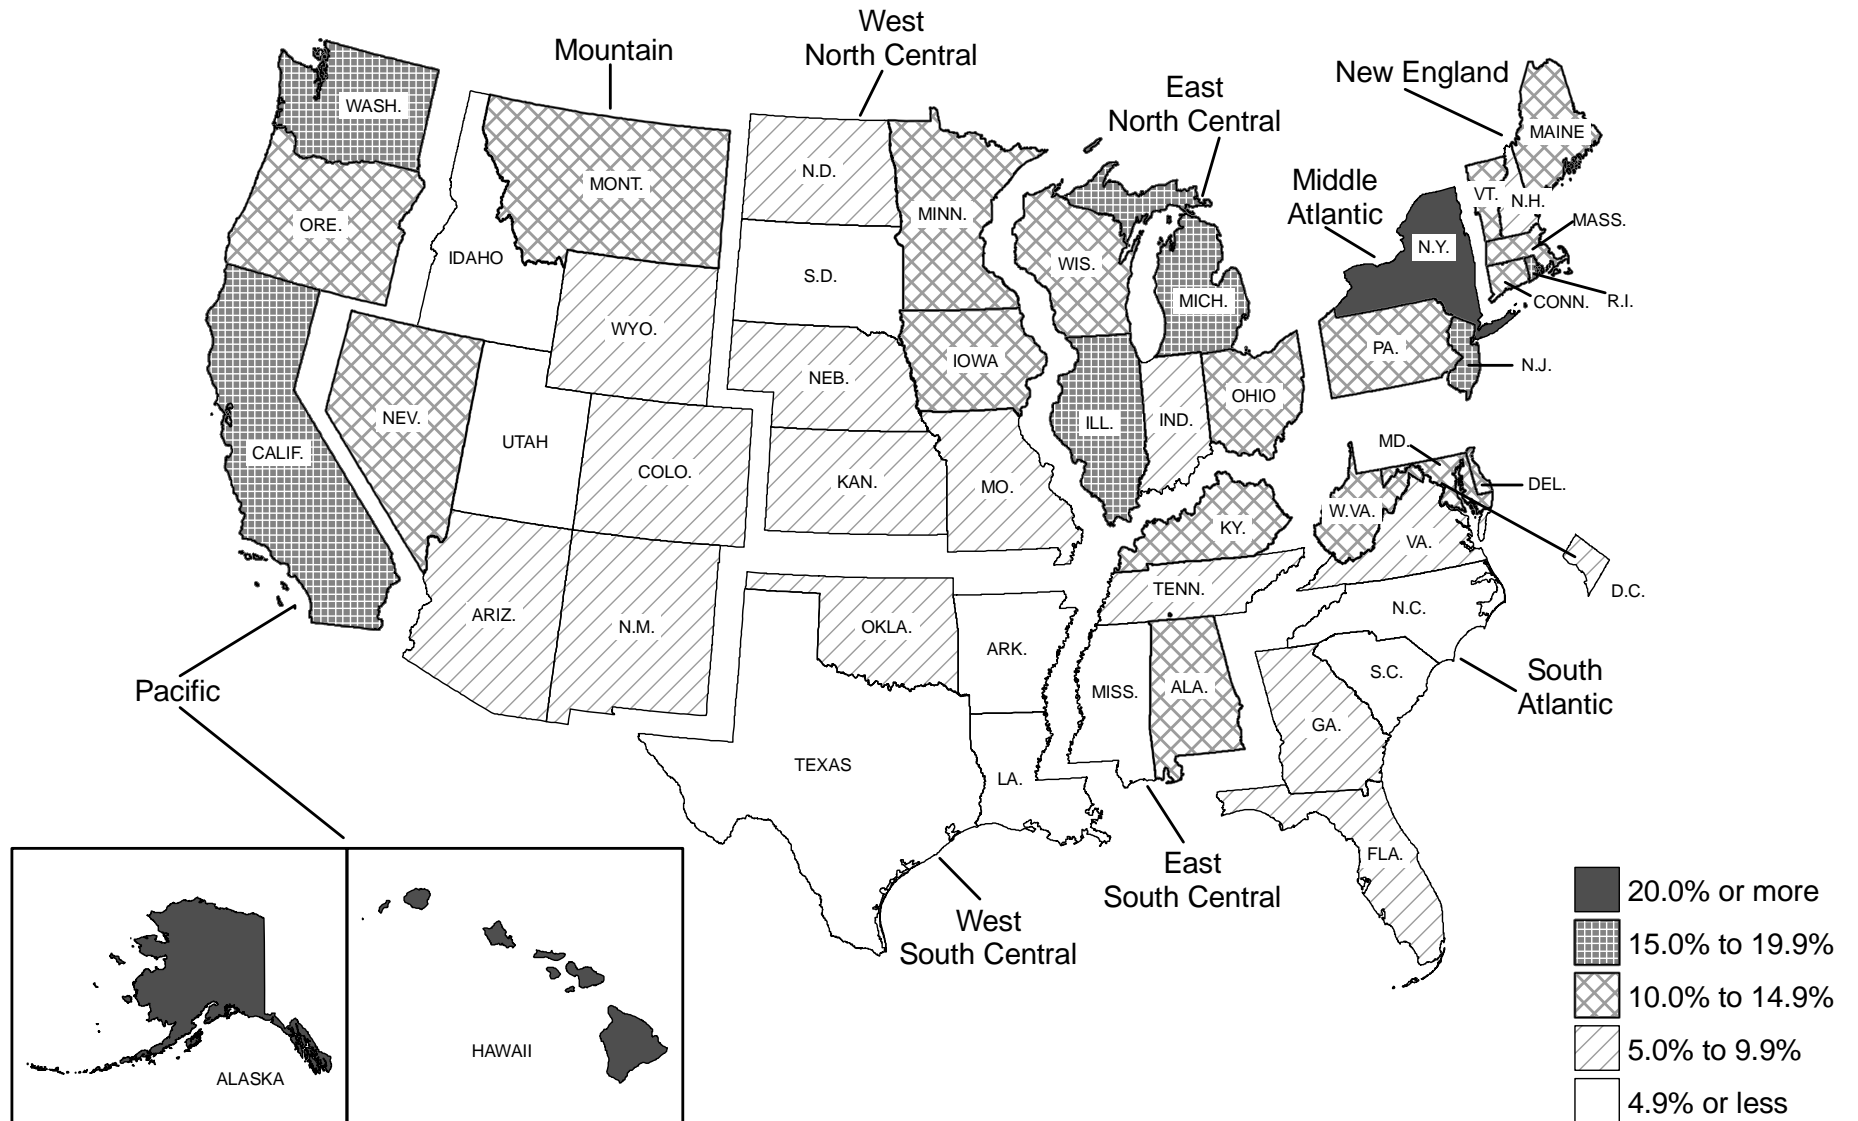 West
North Central
Mountain
New England
East
North Central
WASH.
MAINE
MONT.
N.D.
Middle
Atlantic
VT.
N.H.
MINN.
ORE.
MASS.
N.Y.
IDAHO
WIS.
S.D.
MICH.
CONN.
R.I.
WYO.
PA.
IOWA
N.J.
NEB.
OHIO
NEV.
IND.
ILL.
UTAH
MD.
CALIF.
COLO.
KAN.
MO.
DEL.
W.VA.
KY.
VA.
TENN.
D.C.
N.C.
ARIZ.
N.M.
OKLA.
ARK.
S.C.
South
Atlantic
Pacific
MISS.
ALA.
GA.
TEXAS
LA.
FLA.
East
South Central
West
South Central
HAWAII
ALASKA
20.0% or more
15.0% to 19.9%
10.0% to 14.9%
5.0% to 9.9%
4.9% or less